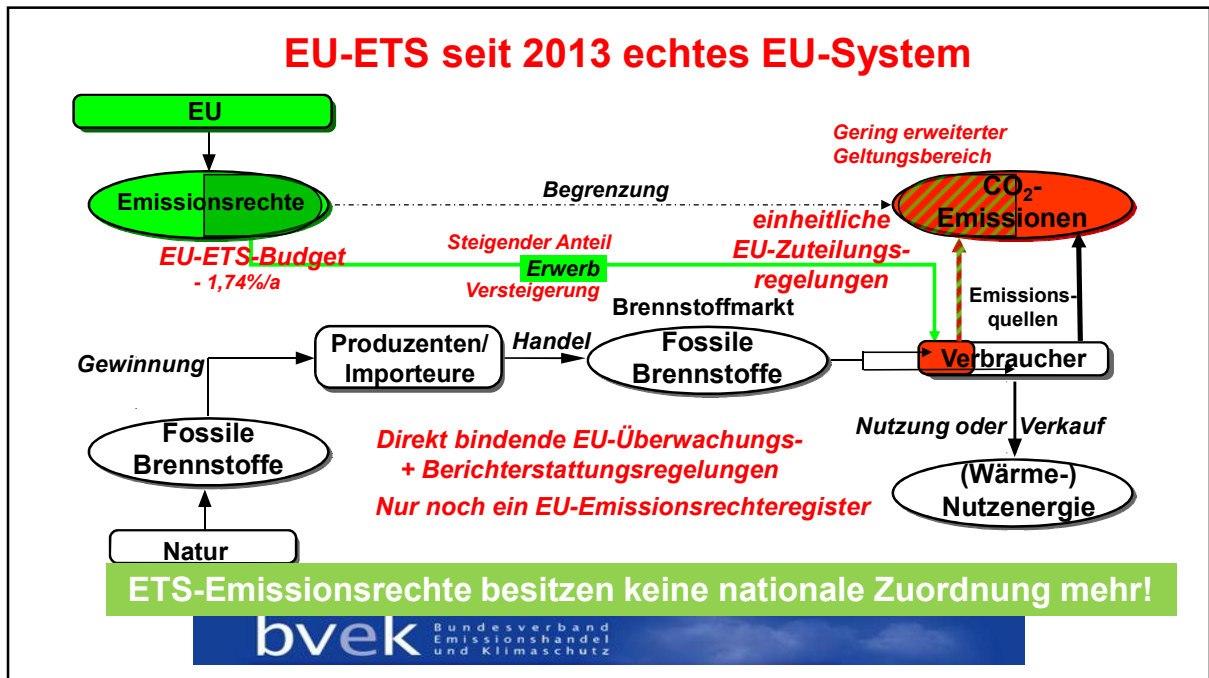 EU-ETS seit 2013 echtes EU-System
EU
Gering erweiterter
Geltungsbereich
Emissionsrechte
Begrenzung
CO₂-
Emissionen
EU-ETS-Budget
- 1,74%/a
Steigender Anteil
Erwerb
Versteigerung
einheitliche
EU-Zuteilungs-
regelungen
Emissions-
quellen
Brennstoffmarkt
Gewinnung
Produzenten/
Importeure
Handel
Fossile
Brennstoffe
Verbraucher
Fossile
Brennstoffe
Direkt bindende EU-Überwachungs-
+ Berichterstattungsregelungen
Nur noch ein EU-Emissionsrechteregister
Nutzung oder Verkauf
(Wärme-)
Nutzenergie
Natur
ETS-Emissionsrechte besitzen keine nationale Zuordnung mehr!
bvek
Bundesverband
Emissionshandel
und Klimaschutz